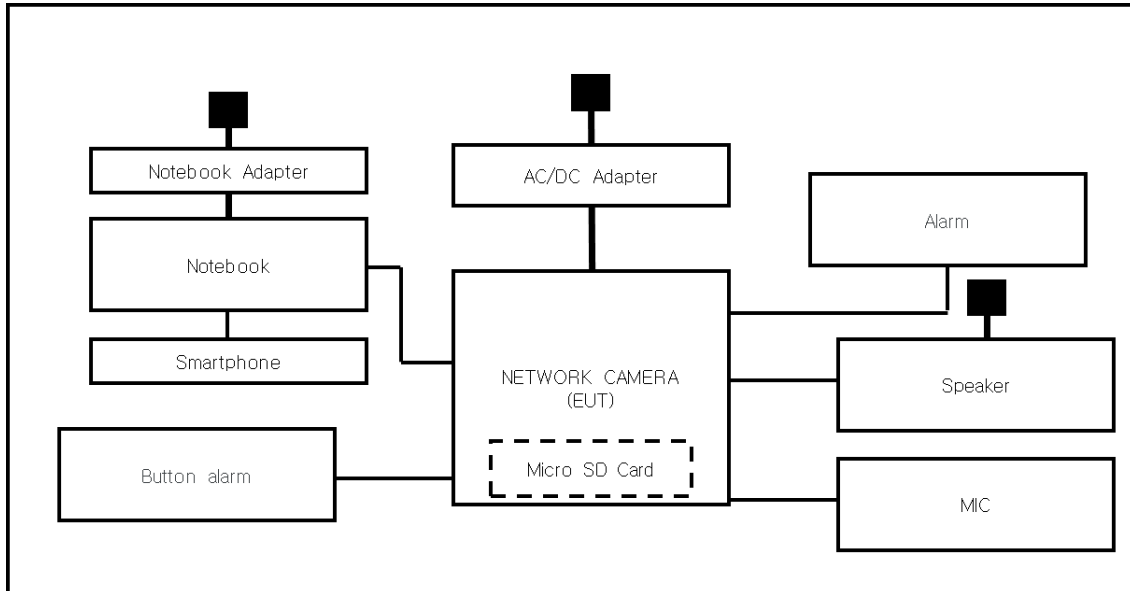 Notebook Adapter
AC/DC Adapter
Alarm
Notebook
Smartphone
NETWORK CAMERA
(EUT)
Speaker
Micro SD Card
Button alarm
MIC